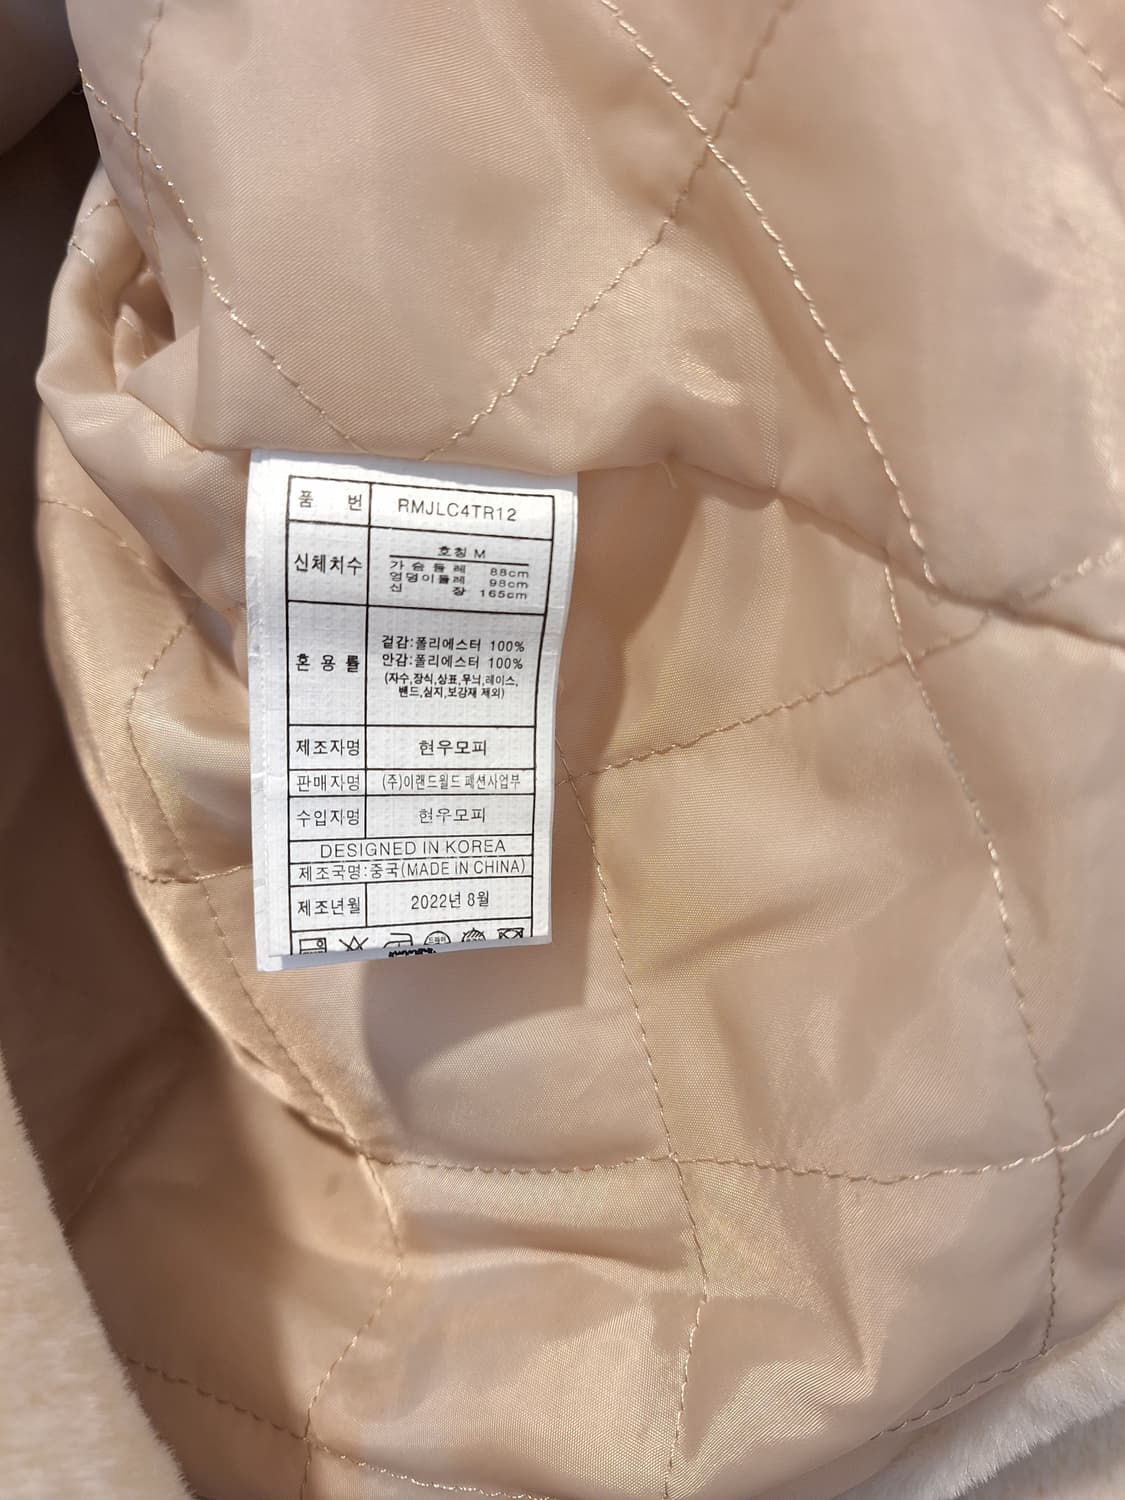 품 번 RMJLC4TR12
신체치수
호칭 M
가슴둘레 88cm
엉덩이둘레 98cm
신 장 165cm
혼용률
겉감:폴리에스터 100%
안감:폴리에스터 100%
(자수,장식,상표,무늬,레이스,
밴드,심지,보강재 제외)
제조자명 현우모피
판매자명 (주)이랜드월드 패션사업부
수입자명 현우모피
DESIGNED IN KOREA
제조국명:중국(MADE IN CHINA)
제조년월 2022년 8월